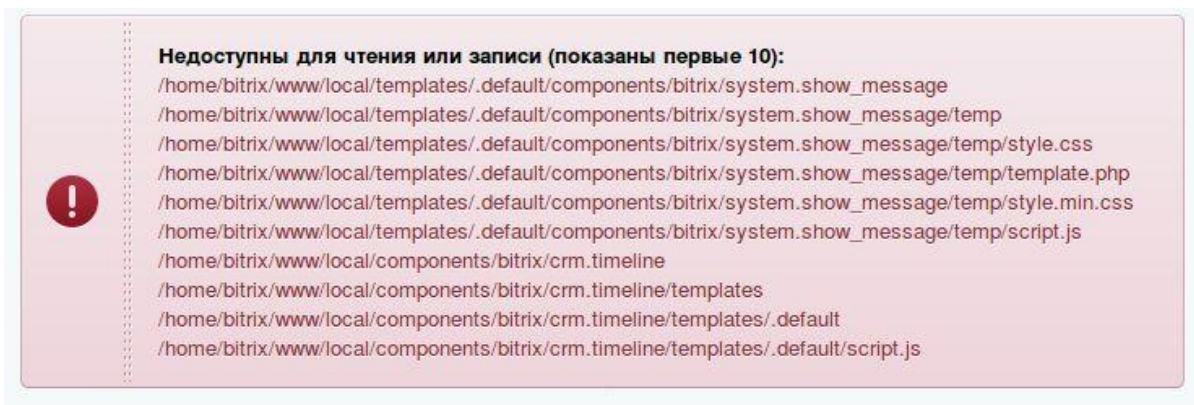 Недоступны для чтения или записи (показаны первые 10):
/home/bitrix/www/local/templates/.default/components/bitrix/system.show_message
/home/bitrix/www/local/templates/.default/components/bitrix/system.show_message/temp
/home/bitrix/www/local/templates/.default/components/bitrix/system.show_message/temp/style.css
/home/bitrix/www/local/templates/.default/components/bitrix/system.show_message/temp/template.php
/home/bitrix/www/local/templates/.default/components/bitrix/system.show_message/temp/style.min.css
/home/bitrix/www/local/templates/.default/components/bitrix/system.show_message/temp/script.js
/home/bitrix/www/local/components/bitrix/crm.timeline
/home/bitrix/www/local/components/bitrix/crm.timeline/templates
/home/bitrix/www/local/components/bitrix/crm.timeline/templates/.default
/home/bitrix/www/local/components/bitrix/crm.timeline/templates/.default/script.js